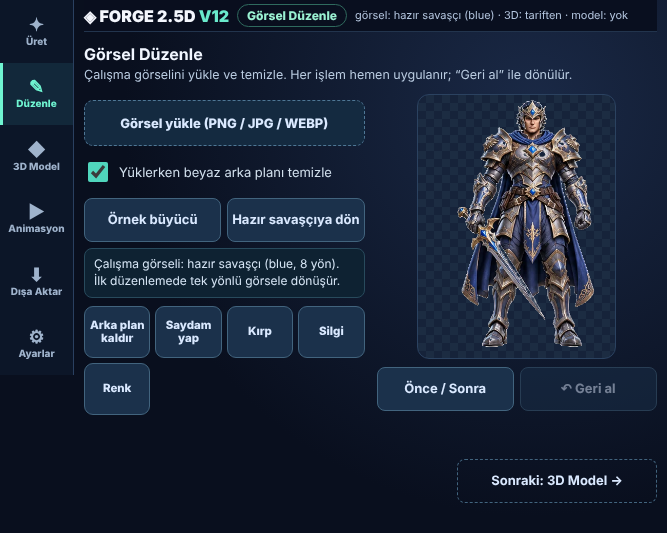 Üret
Düzenle
3D Model
Animasyon
Dışa Aktar
Ayarlar
FORGE 2.5D V12
Görsel Düzenle
görsel: hazır savaşçı (blue) · 3D: tariften · model: yok
Görsel Düzenle
Çalışma görselini yükle ve temizle. Her işlem hemen uygulanır; “Geri al” ile dönülür.
Görsel yükle (PNG / JPG / WEBP)
Yüklerken beyaz arka planı temizle
Örnek büyücü
Hazır savaşçıya dön
Çalışma görseli: hazır savaşçı (blue, 8 yön).
İlk düzenlemede tek yönlü görsele dönüşür.
Arka plan
kaldır
Saydam
yap
Kırp
Silgi
Renk
Önce / Sonra
↶ Geri al
Sonraki: 3D Model →